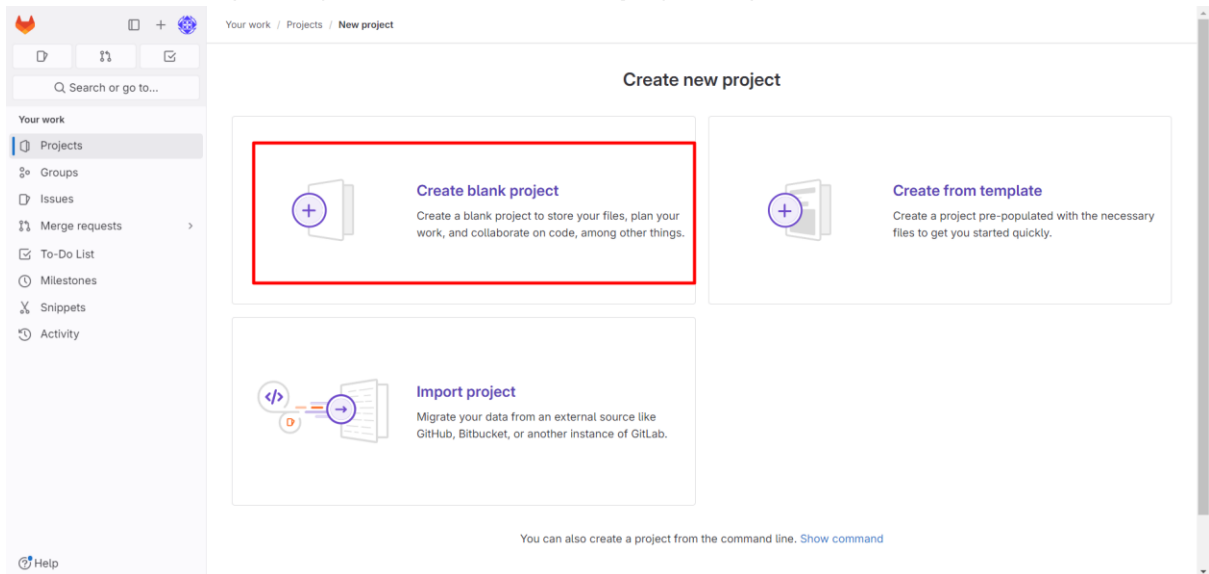 Your work / Projects / New project
Search or go to...
Your work
Projects
Groups
Issues
Merge requests
To-Do List
Milestones
Snippets
Activity
Help
Create new project
Create blank project
Create a blank project to store your files, plan your
work, and collaborate on code, among other things.
Create from template
Create a project pre-populated with the necessary
files to get you started quickly.
Import project
Migrate your data from an external source like
GitHub, Bitbucket, or another instance of GitLab.
You can also create a project from the command line. Show command